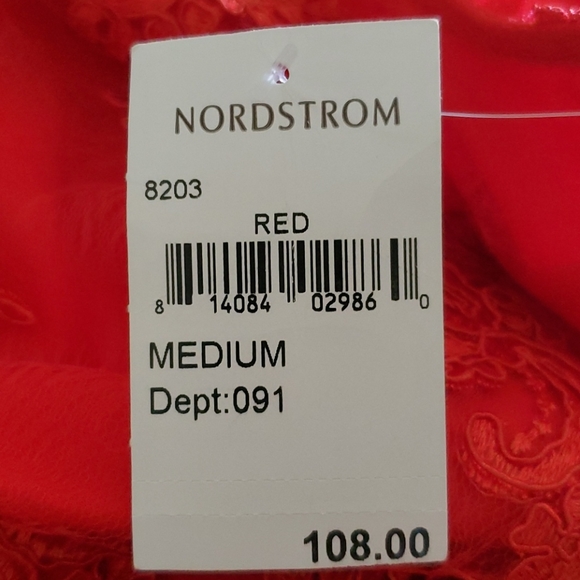 NORDSTROM
8203
RED
8 14084 02986 0
MEDIUM
Dept:091
108.00